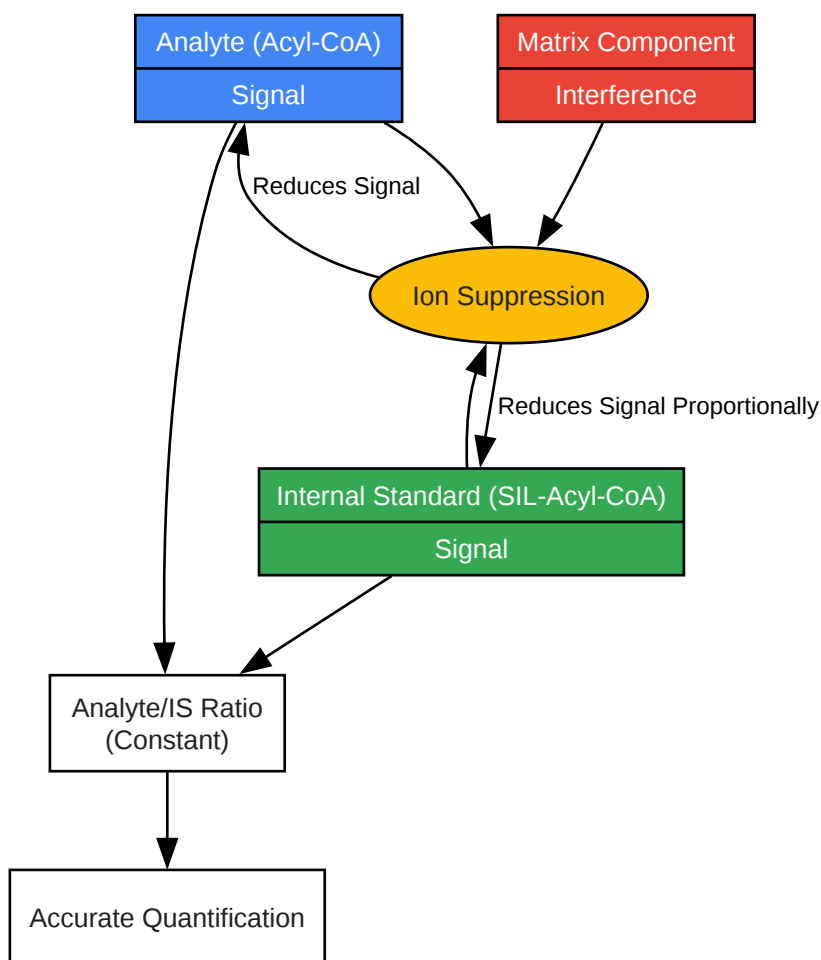 Analyte (Acyl-CoA)
Signal
Matrix Component
Interference
Reduces Signal
Ion Suppression
Reduces Signal Proportionally
Internal Standard (SIL-Acyl-CoA)
Signal
Analyte/IS Ratio
(Constant)
Accurate Quantification